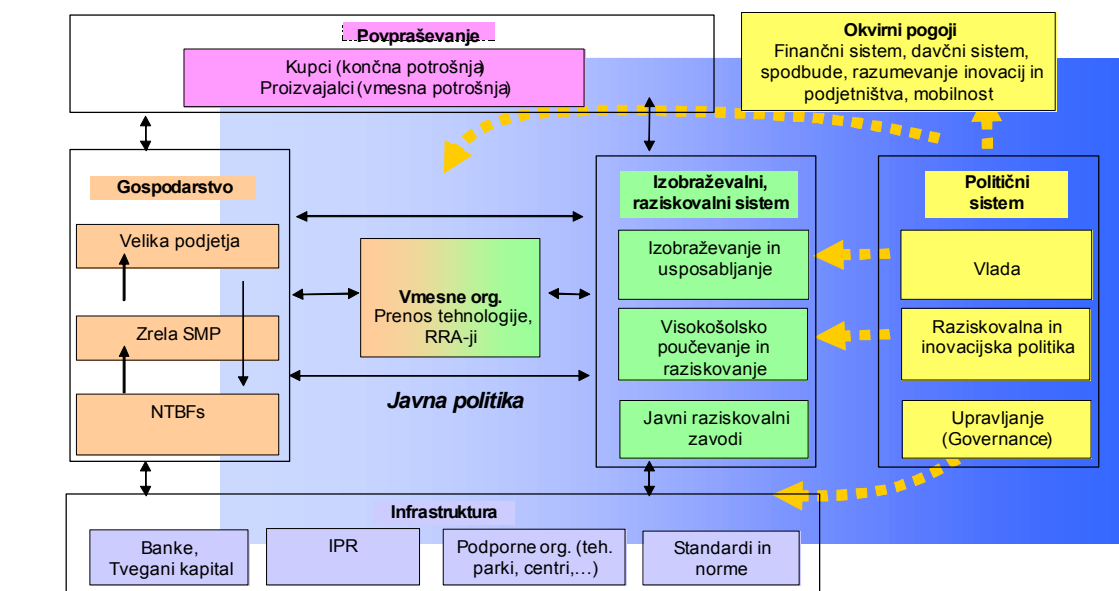 Povpraševanje
Kupci (končna potrošnja)
Proizvajalci (vmesna potrošnja)
Okvirni pogoji
Finančni sistem, davčni sistem,
spodbude, razumevanje inovacij in
podjetništva, mobilnost
Gospodarstvo
Velika podjetja
Zrela SMP
NTBFs
Vmesne org.
Prenos tehnologije,
RRA-ji
Javna politika
Izobraževalni,
raziskovalni sistem
Izobraževanje in
usposabljanje
Visokošolsko
poučevanje in
raziskovanje
Javni raziskovalni
zavodi
Politični
sistem
Vlada
Raziskovalna in
inovacijska politika
Upravljanje
(Governance)
Infrastruktura
Banke,
Tvegani kapital
IPR
Podporne org. (teh.
parki, centri,...)
Standardi in
norme